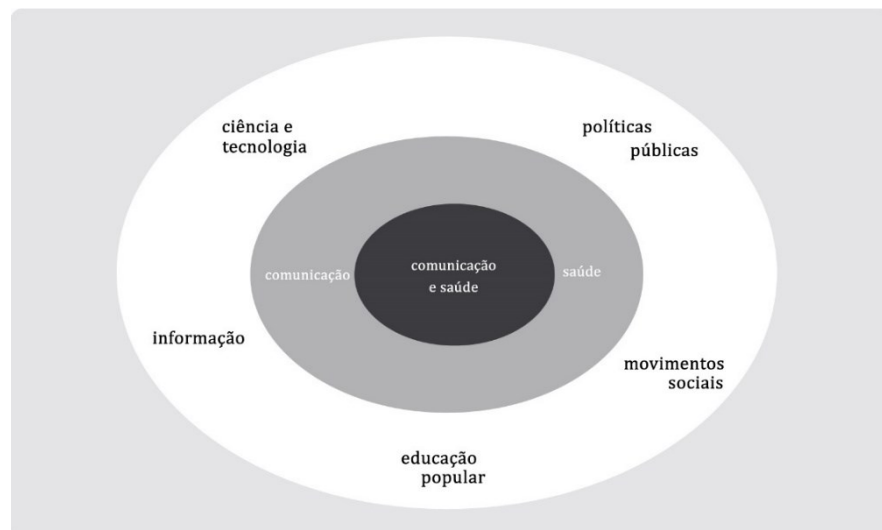 ciência e
tecnologia
políticas
públicas
comunicação
comunicação
e saúde
saúde
informação
movimentos
sociais
educação
popular